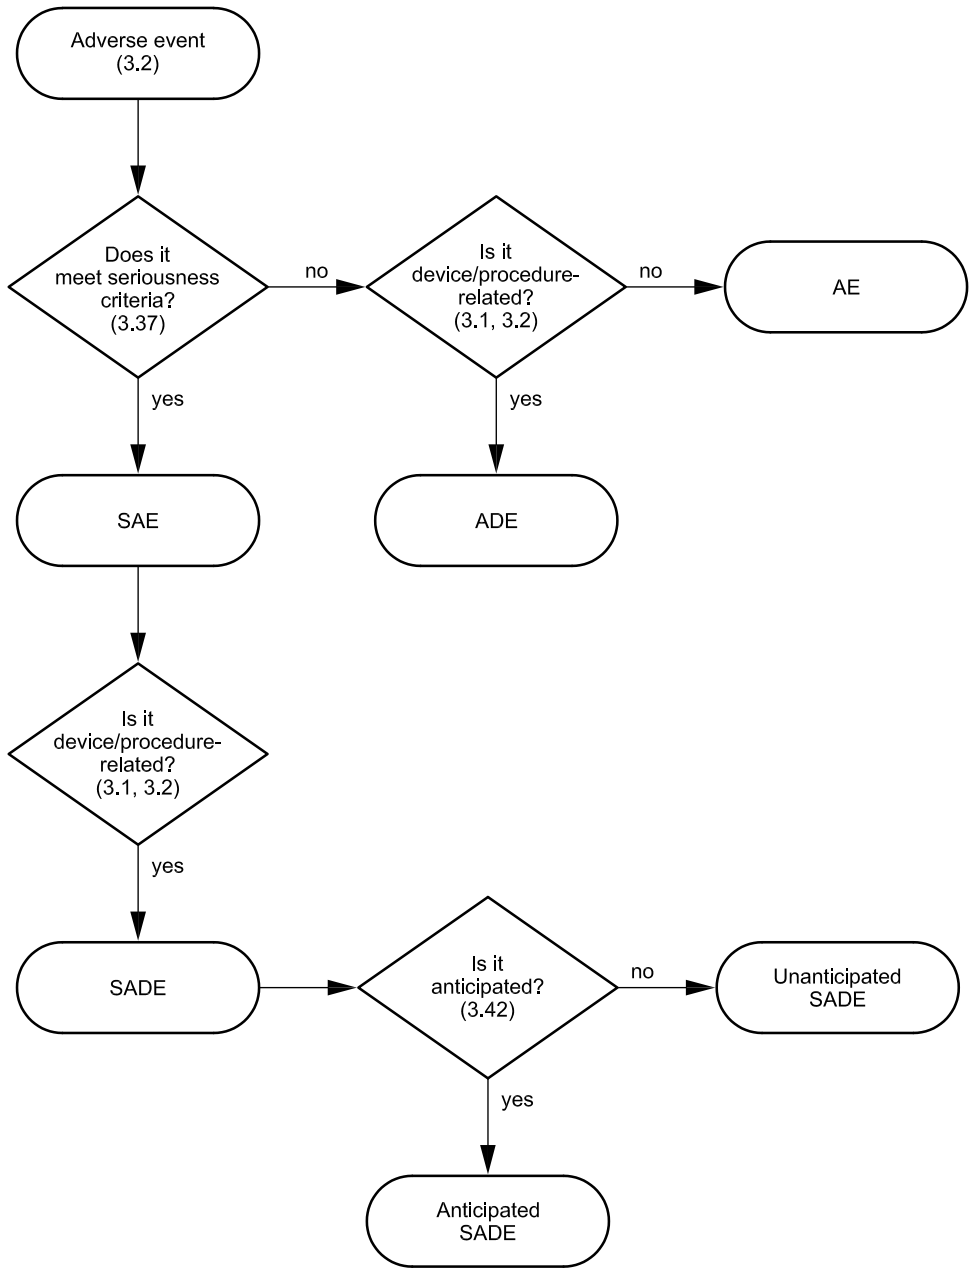 Adverse event
(3.2)
Does it
meet seriousness
criteria?
(3.37)
no
Is it
device/procedure-
related?
(3.1, 3.2)
no
AE
yes
yes
SAE
ADE
Is it
device/procedure-
related?
(3.1, 3.2)
yes
SADE
Is it
anticipated?
(3.42)
no
Unanticipated
SADE
yes
Anticipated
SADE